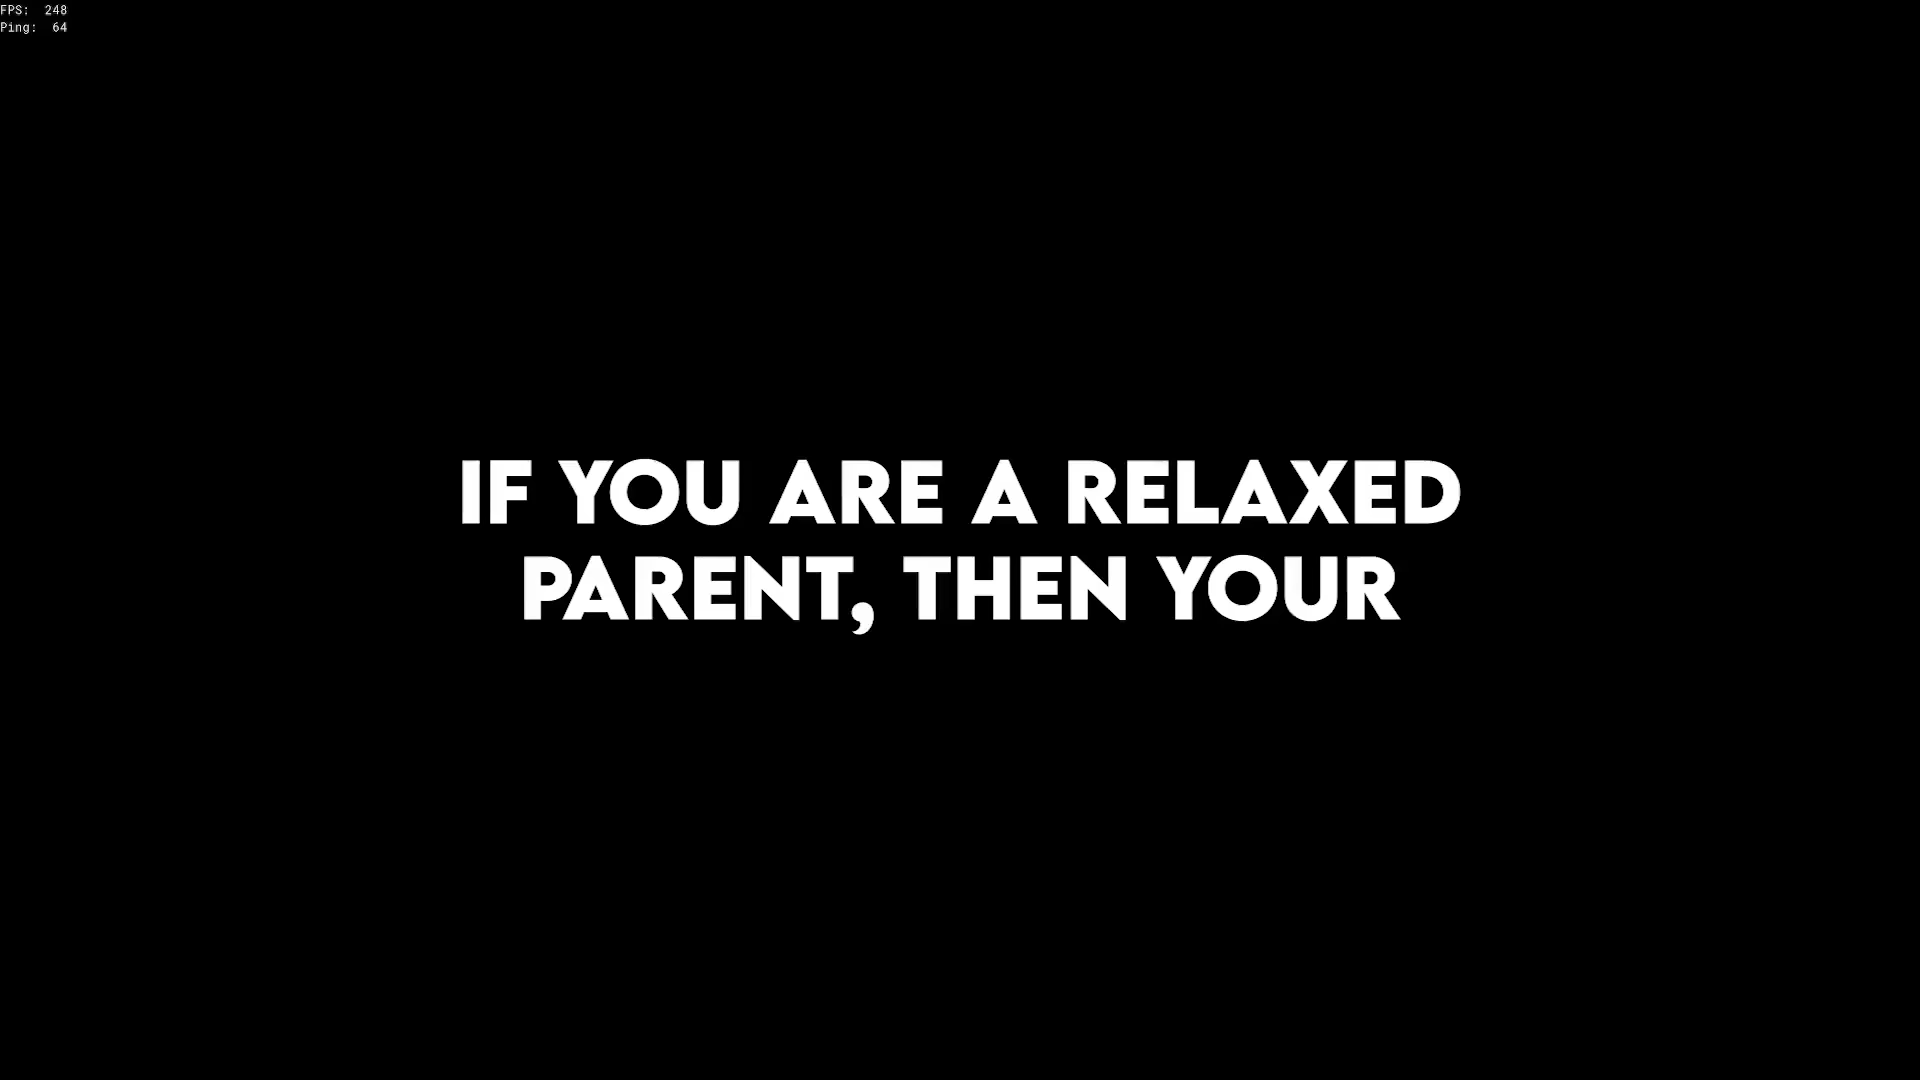 FPS:  248
Ping:  64
IF YOU ARE A RELAXED
PARENT, THEN YOUR